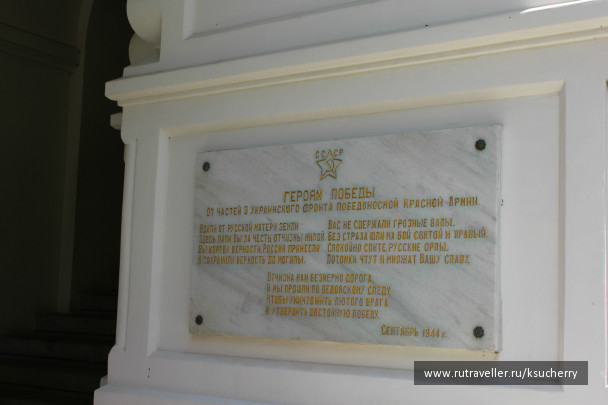 СССР
ГЕРОЯМ ПОБЕДЫ
ОТ ЧАСТЕЙ 3 УКРАИНСКОГО ФРОНТА ПОБЕДОНОСНОЙ КРАСНОЙ АРМИИ.
ВДАЛИ ОТ РУССКОЙ МАТЕРИ ЗЕМЛИ
ЗДЕСЬ ПАЛИ ВЫ ЗА ЧЕСТЬ ОТЧИЗНЫ МИЛОЙ.
ВЫ КЛЯТВУ ВЕРНОСТИ РОССИИ ПРИНЕСЛИ
И СОХРАНИЛИ ВЕРНОСТЬ ДО МОГИЛЫ.
ВАС НЕ СДЕРЖАЛИ ГРОЗНЫЕ ВАЛЫ.
БЕЗ СТРАХА ШЛИ НА БОЙ СВЯТОЙ И ПРАВЫЙ.
СПОКОЙНО СПИТЕ, РУССКИЕ ОРЛЫ.
ПОТОМКИ ЧТУТ И МНОЖАТ ВАШУ СЛАВУ.
ОТЧИЗНА НАМ БЕЗМЕРНО ДОРОГА,
И МЫ ПРОШЛИ ПО ДЕДОВСКОМУ СЛЕДУ,
ЧТОБЫ УНИЧТОЖИТЬ ЛЮТОГО ВРАГА
И УТВЕРДИТЬ ДОСТОЙНУЮ ПОБЕДУ.
СЕНТЯБРЬ 1944 г.
www.rutraveller.ru/ksucherry